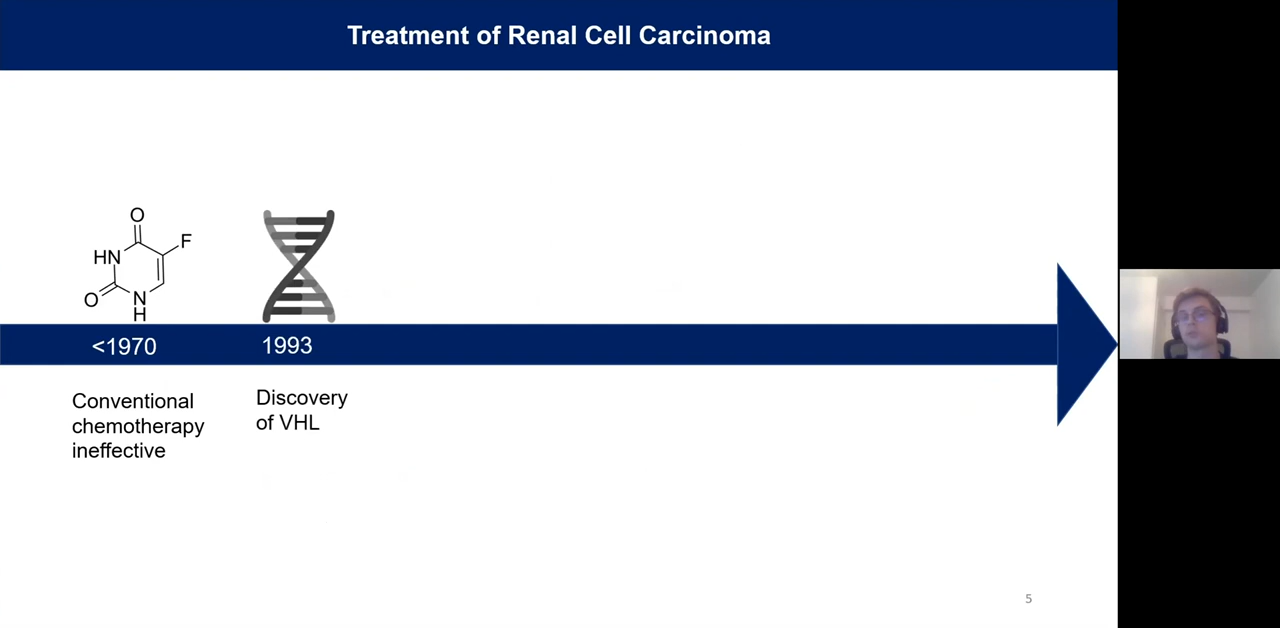 Treatment of Renal Cell Carcinoma
O
F
HN
O
N
H
<1970
1993
Conventional
chemotherapy
ineffective
Discovery
of VHL
5